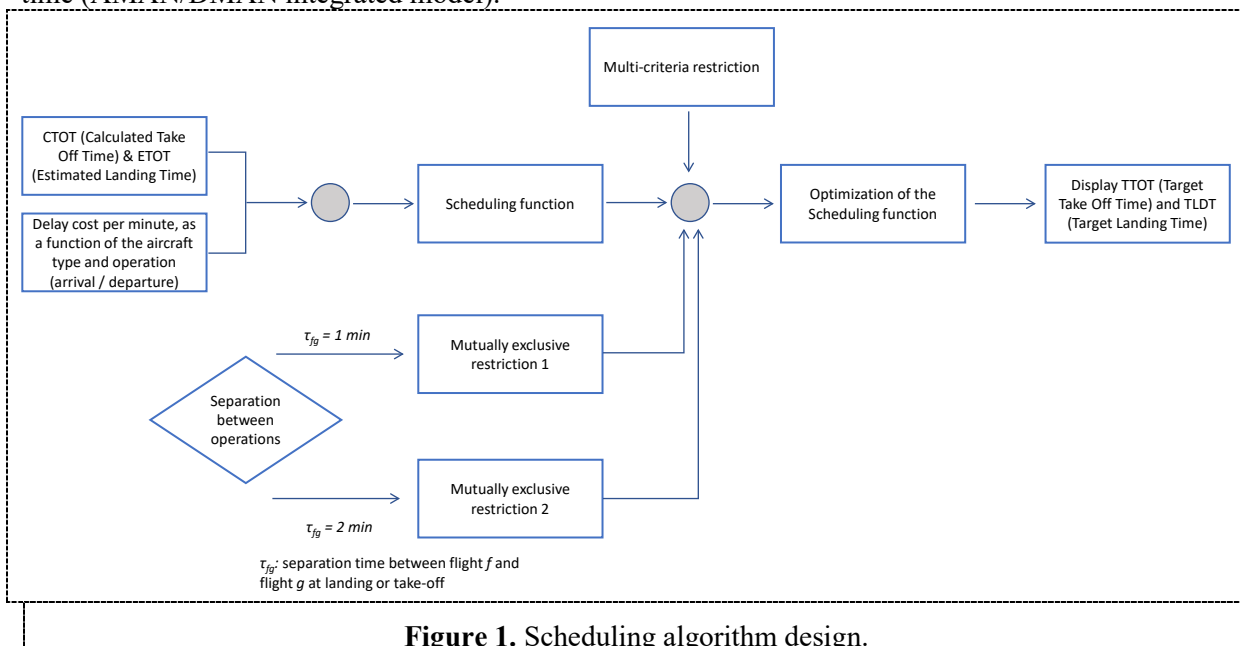 time (AMAN/DMAN integrated model).
Multi-criteria restriction
CTOT (Calculated Take
Off Time) & ETOT
(Estimated Landing Time)
Delay cost per minute, as
a function of the aircraft
type and operation
(arrival / departure)
Scheduling function
Optimization of the
Scheduling function
Display TTOT (Target
Take Off Time) and TLDT
(Target Landing Time)
Separation
between
operations
τfg = 1 min
Mutually exclusive
restriction 1
τfg = 2 min
Mutually exclusive
restriction 2
τfg: separation time between flight f and
flight g at landing or take-off
Figure 1. Scheduling algorithm design.